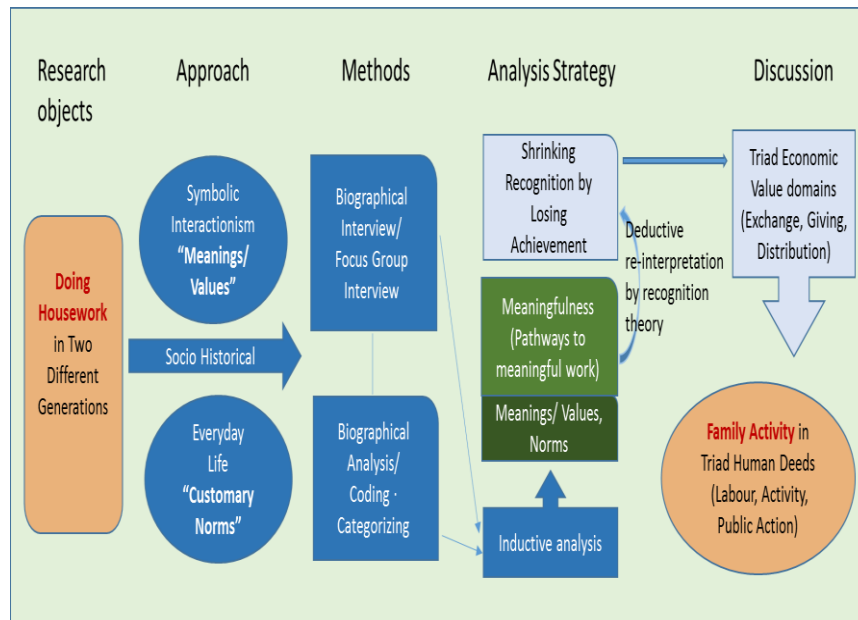 Research
objects
Approach
Methods
Analysis Strategy
Discussion
Doing
Housework
in Two
Different
Generations
Symbolic
Interactionism
“Meanings/
Values”
Socio Historical
Everyday
Life
“Customary
Norms”
Biographical
Interview/
Focus Group
Interview
Biographical
Analysis/
Coding ·
Categorizing
Shrinking
Recognition by
Losing
Achievement
Deductive
re-interpretation
by recognition
theory
Meaningfulness
(Pathways to
meaningful work)
Meanings/ Values,
Norms
Inductive analysis
Triad Economic
Value domains
(Exchange, Giving,
Distribution)
Family Activity in
Triad Human Deeds
(Labour, Activity,
Public Action)